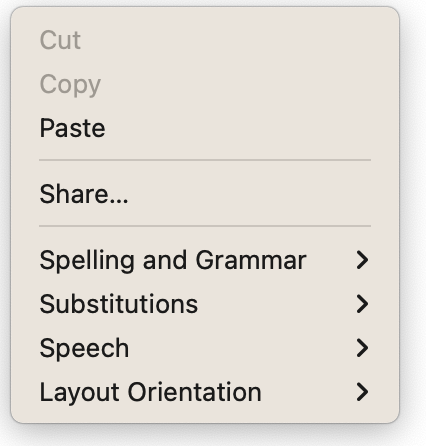 Cut
Copy
Paste
Share...
Spelling and Grammar
Substitutions
Speech
Layout Orientation